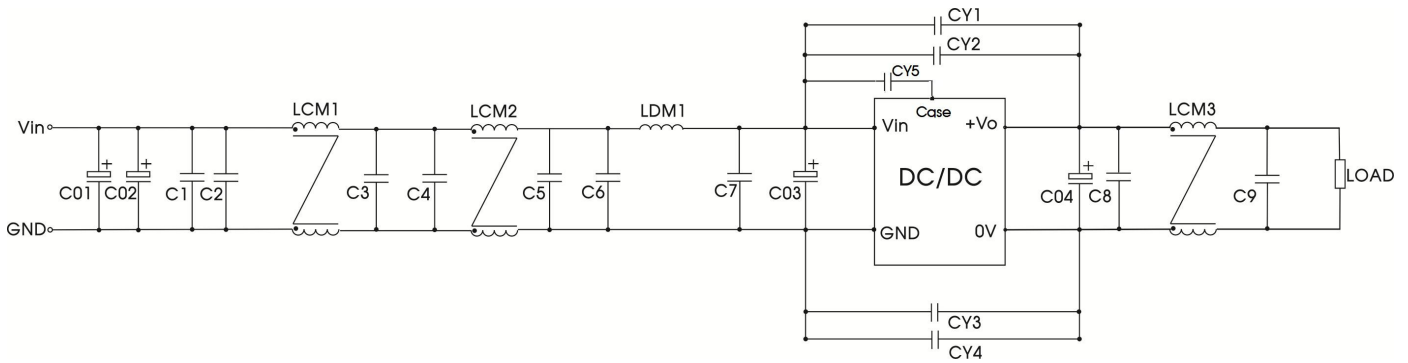 CY1
CY2
CY5
LCM1
LCM2
LDM1
LCM3
Case
Vin
Vin
+Vo
+
+
+
+
C01
C02
C1
C2
C3
C4
C5
C6
C7
C03
DC/DC
C04
C8
C9
LOAD
GND
GND
0V
CY3
CY4